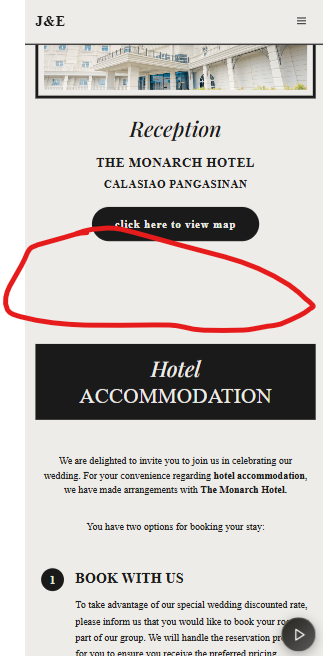 J&E
Reception
THE MONARCH HOTEL
CALASIAO PANGASINAN
click here to view map
Hotel
ACCOMMODATION
We are delighted to invite you to join us in celebrating our
wedding. For your convenience regarding hotel accommodation,
we have made arrangements with The Monarch Hotel.
You have two options for booking your stay:
1 BOOK WITH US
To take advantage of our special wedding discounted rate,
please inform us that you would like to book your
part of our group. We will handle the reservation
for you to ensure you receive the preferred pricing.